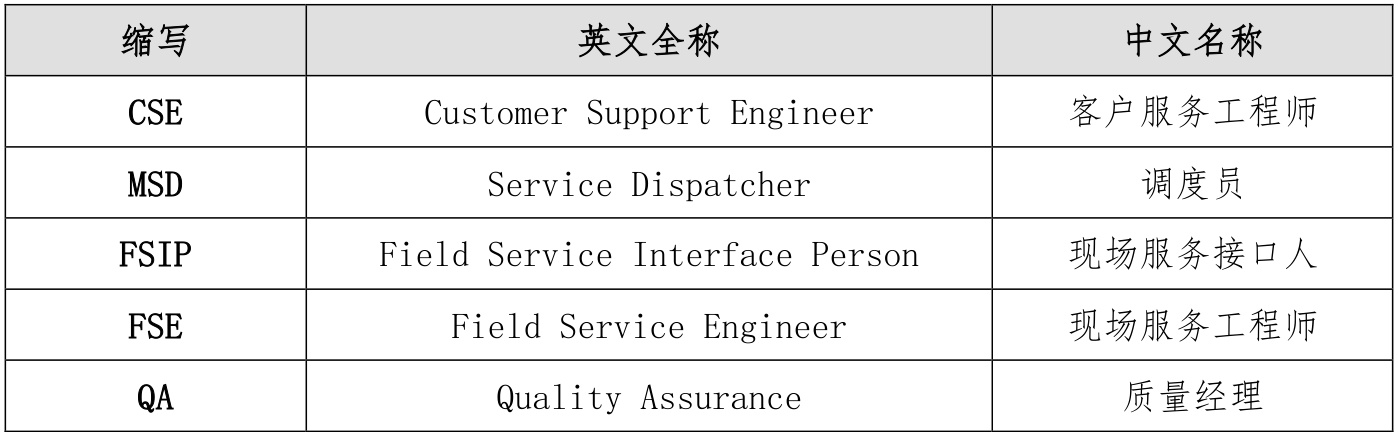 缩写 英文全称 中文名称
CSE Customer Support Engineer 客户服务工程师
MSD Service Dispatcher 调度员
FSIP Field Service Interface Person 现场服务接口人
FSE Field Service Engineer 现场服务工程师
QA Quality Assurance 质量经理